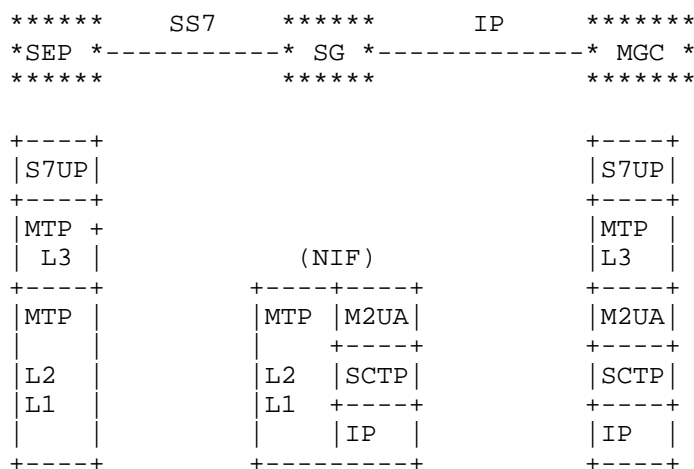 ******    SS7    ******     IP     *******
*SEP *-----------* SG *-------------* MGC *
******           ******            *******

+----+                             +----+
|S7UP|                             |S7UP|
+----+                             +----+
|MTP +                             |MTP |
| L3 |            (NIF)            |L3  |
+----+         +----+----+         +----+
|MTP |         |MTP |M2UA|         |M2UA|
|    |         |    +----+         +----+
|L2  |         |L2  |SCTP|         |SCTP|
|L1  |         |L1  +----+         +----+
|    |         |    |IP  |         |IP  |
+----+         +---------+         +----+